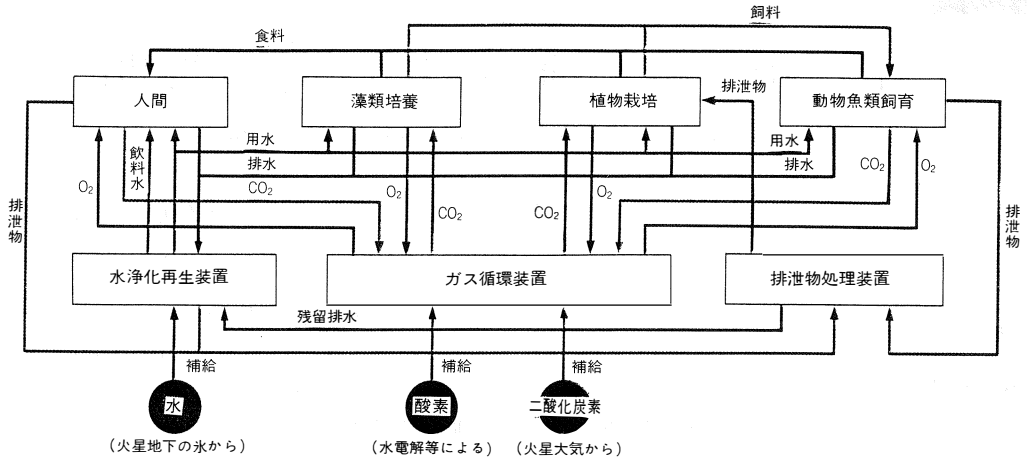 飼料
食料
人間
藻類培養
植物栽培
排泄物
動物魚類飼育
用水
用水
飲料水
排水
排水
CO₂
O₂
O₂
CO₂
O₂
O₂
CO₂
CO₂
排泄物
排泄物
水浄化再生装置
ガス循環装置
排泄物処理装置
残留排水
補給
補給
補給
水
酸素
二酸化炭素
(火星地下の氷から)
(水電解等による)
(火星大気から)